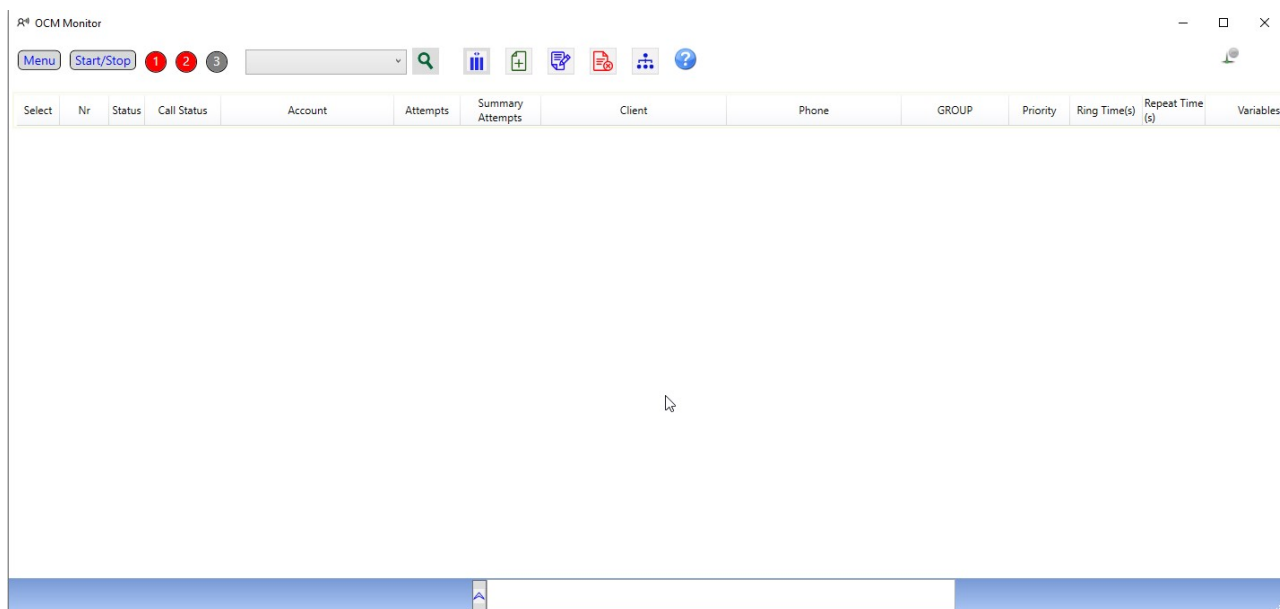 OCM Monitor
Menu Start/Stop 1 2 3
Select Nr Status Call Status Account Attempts Summary Attempts Client Phone GROUP Priority Ring Time(s) Repeat Time (s) Variables